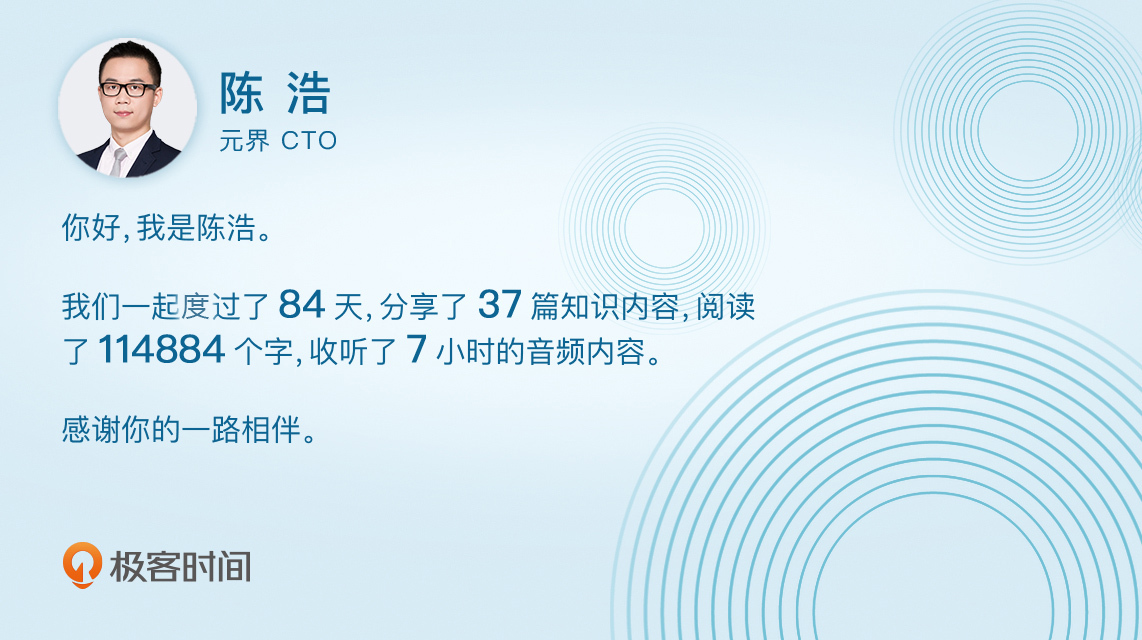 陈 浩
元界 CTO
你好,我是陈浩。
我们一起度过了 84 天,分享了 37 篇知识内容,阅读
了 114884 个字,收听了 7 小时的音频内容。
感谢你的一路相伴。
极客时间